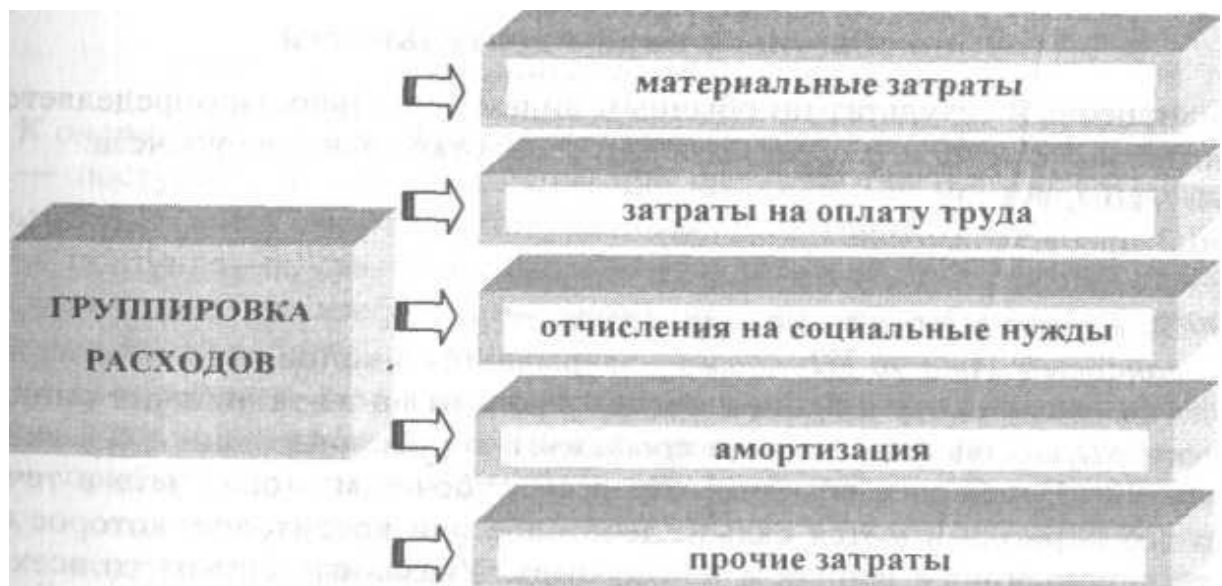 материальные затраты
затраты на оплату труда
ГРУППИРОВКА
РАСХОДОВ
отчисления на социальные нужды
амортизация
прочие затраты